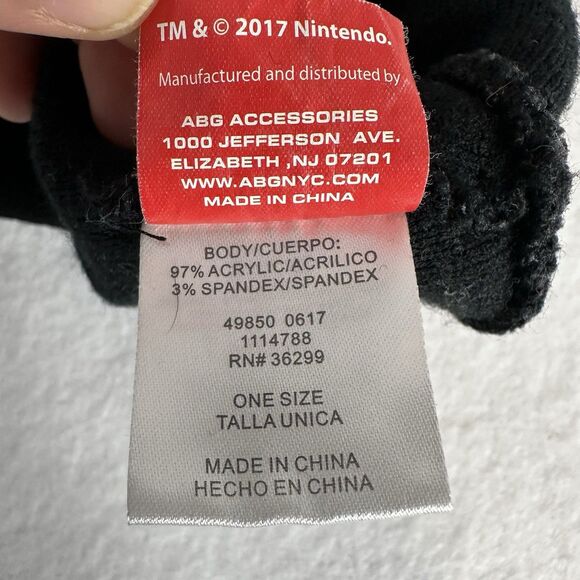 TM & © 2017 Nintendo.
Manufactured and distributed by
ABG ACCESSORIES
1000 JEFFERSON AVE.
ELIZABETH ,NJ 07201
WWW.ABGNYC.COM
MADE IN CHINA
BODY/CUERPO:
97% ACRYLIC/ACRILICO
3% SPANDEX/SPANDEX
49850 0617
1114788
RN# 36299
ONE SIZE
TALLA UNICA
MADE IN CHINA
HECHO EN CHINA